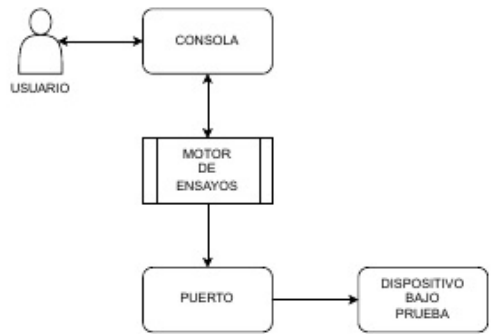 CONSOLA
USUARIO
MOTOR
DE
ENSAYOS
PUERTO
DISPOSITIVO
BAJO
PRUEBA